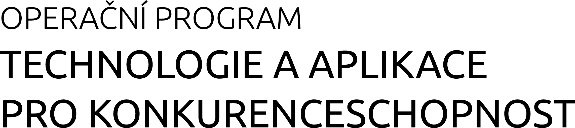 OPERAČNÍ PROGRAM
TECHNOLOGIE A APLIKACE
PRO KONKURENCESCHOPNOST